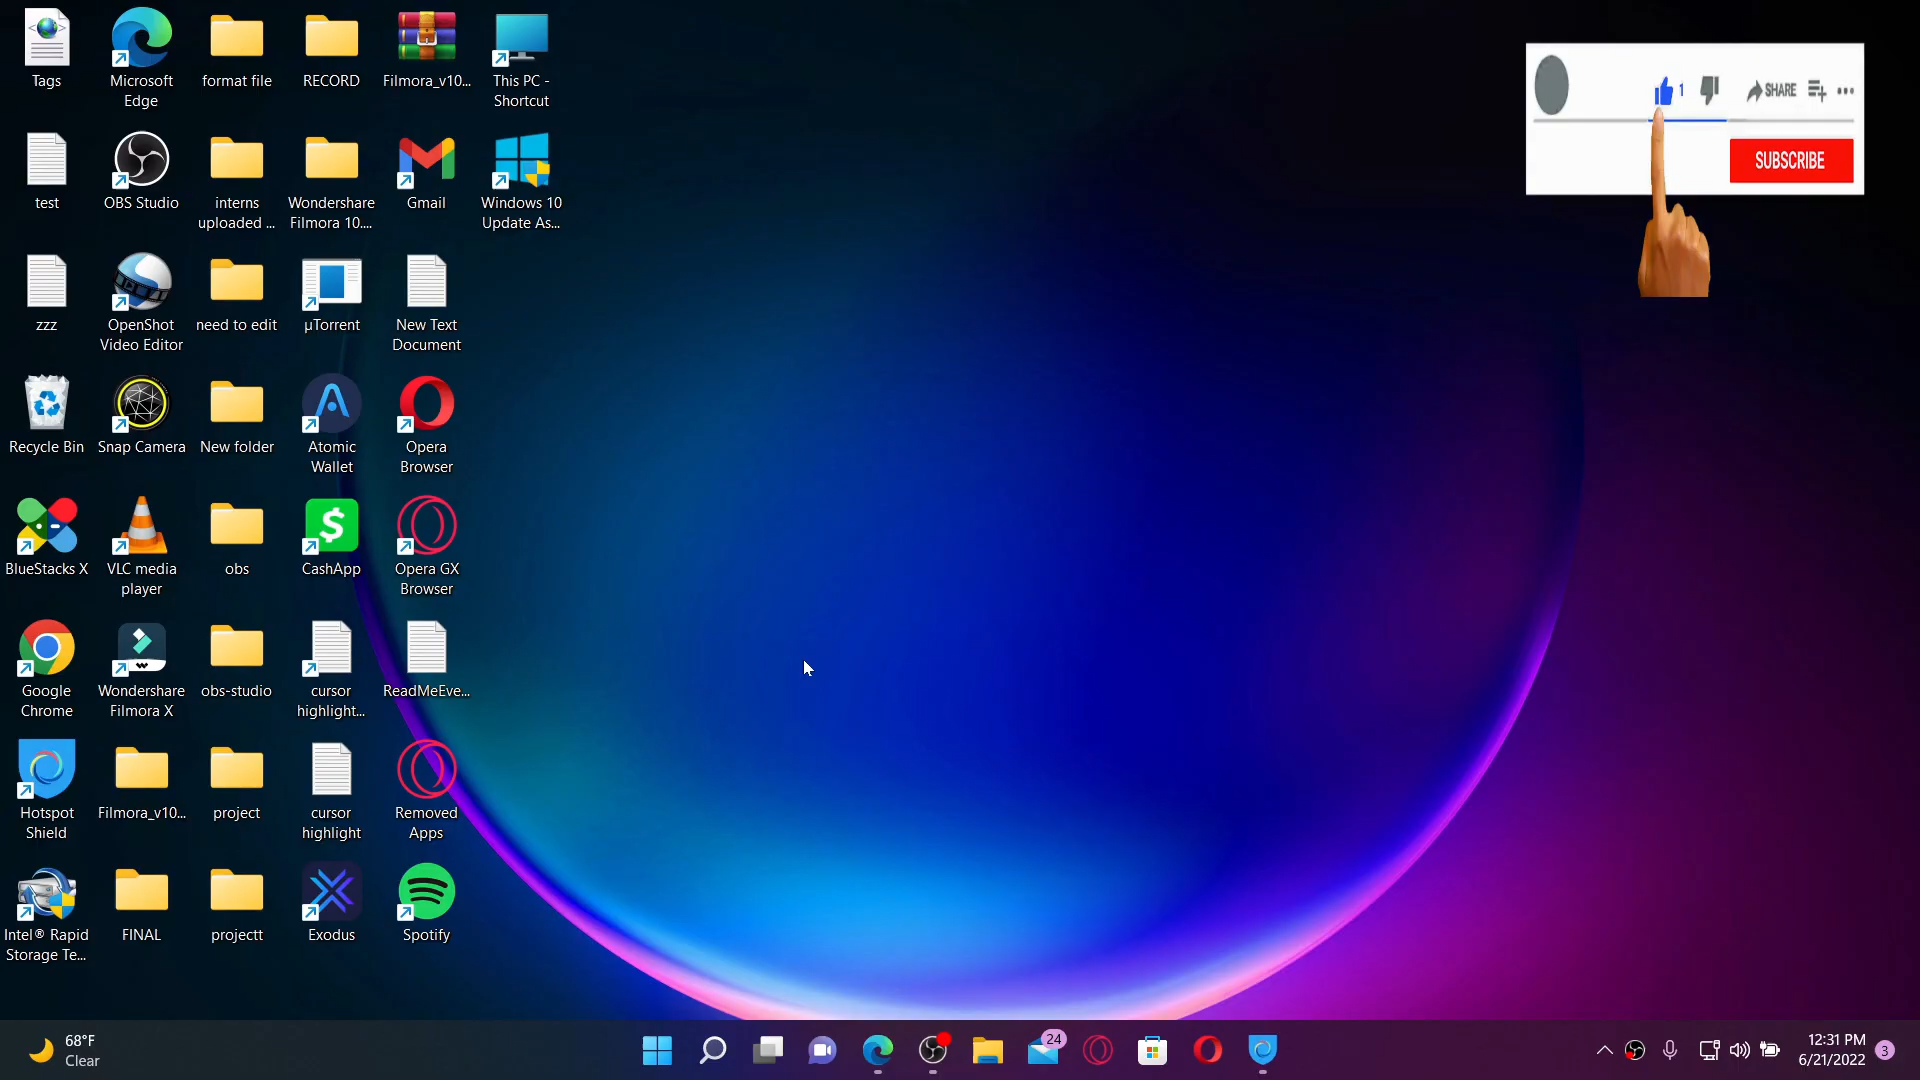 Tags
Microsoft
Edge
format file
RECORD
Filmora_v10...
This PC -
Shortcut
1
SHARE
SUBSCRIBE
test
OBS Studio
interns
uploaded ...
Wondershare
Filmora 10....
Gmail
Windows 10
Update As...
zzz
OpenShot
Video Editor
need to edit
µTorrent
New Text
Document
Recycle Bin
Snap Camera
New folder
Atomic
Wallet
Opera
Browser
BlueStacks X
VLC media
player
obs
CashApp
Opera GX
Browser
Google
Chrome
Wondershare
Filmora X
obs-studio
cursor
highlight...
ReadMeEve...
Hotspot
Shield
Filmora_v10...
project
cursor
highlight
Removed
Apps
Intel® Rapid
Storage Te...
FINAL
projectt
Exodus
Spotify
68°F
Clear
24
12:31 PM
6/21/2022
3